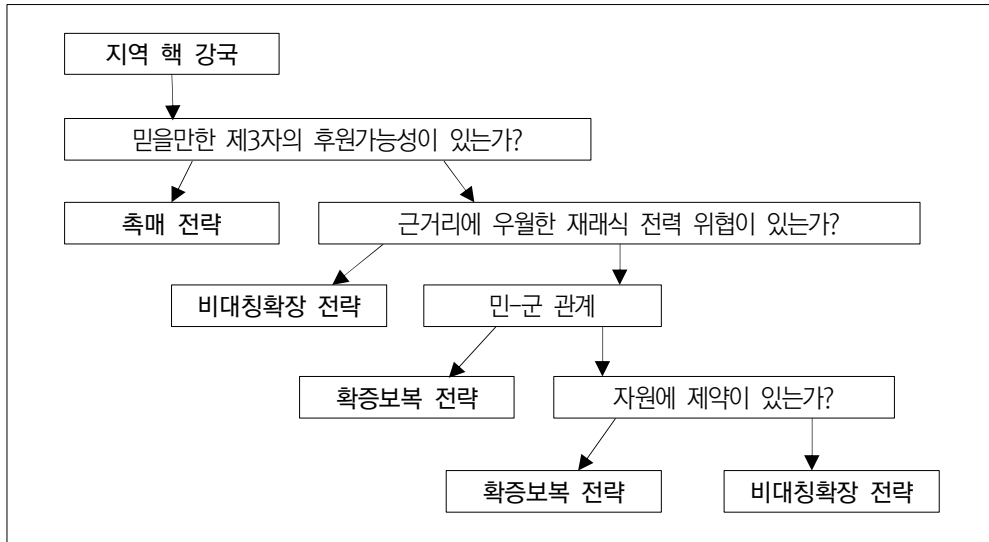 지역 핵 강국
믿을만한 제3자의 후원가능성이 있는가?
촉매 전략
근거리에 우월한 재래식 전력 위협이 있는가?
비대칭확장 전략
민-군 관계
확증보복 전략
자원에 제약이 있는가?
확증보복 전략
비대칭확장 전략